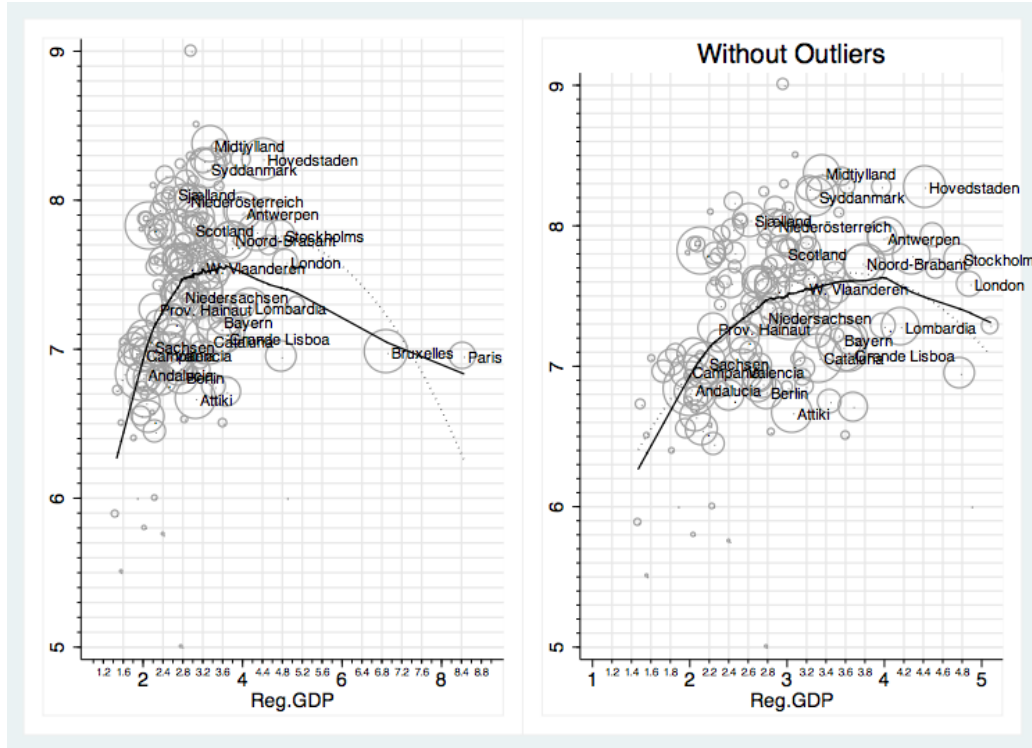 9
8
7
6
5
Midtjylland
Hovedstaden
Syddanmark
Sjælland
Niederösterreich
Antwerpen
Scotland
Stockholms
Noord-Brabant
London
W. Vlaanderen
Niedersachsen
Prov. Hainaut
Lombardia
Bayern
Cataluna
Grande Lisboa
Sachsen
Campania
Valencia
Bruxelles
Paris
Andalucia
Berlin
Attiki
1.2 1.6 2 2.4 2.8 3.2 3.6 4 4.4 4.8 5.2 5.6 6 6.4 6.8 7.2 7.6 8 8.4 8.8
Reg.GDP
Without Outliers
9
8
7
6
5
Midtjylland
Hovedstaden
Syddanmark
Sjælland
Niederösterreich
Antwerpen
Scotland
Stockholm
Noord-Brabant
London
W. Vlaanderen
Niedersachsen
Prov. Hainaut
Lombardia
Bayern
Cataluna
Grande Lisboa
Sachsen
Campania
Valencia
Andalucia
Berlin
Attiki
1 1.2 1.4 1.6 1.8 2 2.2 2.4 2.6 2.8 3 3.2 3.4 3.6 3.8 4 4.2 4.4 4.6 4.8 5
Reg.GDP